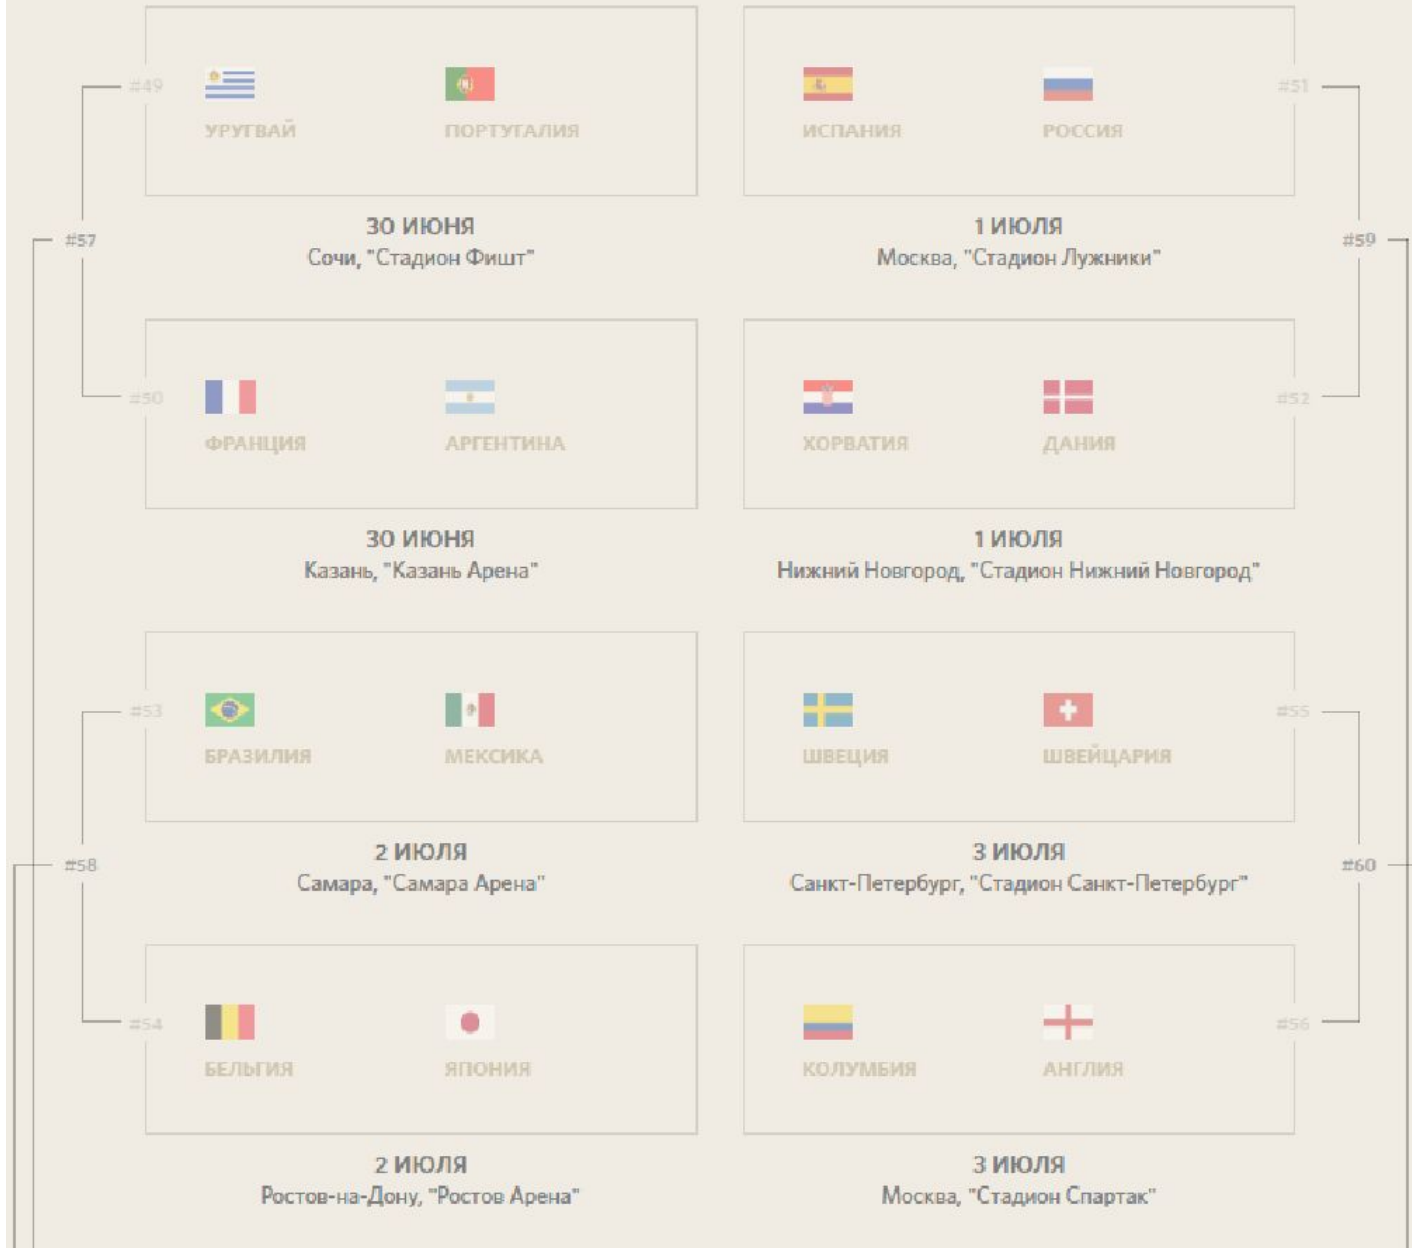 #49
УРУГВАЙ ПОРТУГАЛИЯ
30 ИЮНЯ
Сочи, "Стадион Фишт"
#51
ИСПАНИЯ РОССИЯ
1 ИЮЛЯ
Москва, "Стадион Лужники"
#57
#59
#50
ФРАНЦИЯ АРГЕНТИНА
30 ИЮНЯ
Казань, "Казань Арена"
#52
ХОРВАТИЯ ДАНИЯ
1 ИЮЛЯ
Нижний Новгород, "Стадион Нижний Новгород"
#53
БРАЗИЛИЯ МЕКСИКА
2 ИЮЛЯ
Самара, "Самара Арена"
#55
ШВЕЦИЯ ШВЕЙЦАРИЯ
3 ИЮЛЯ
Санкт-Петербург, "Стадион Санкт-Петербург"
#58
#60
#54
БЕЛЬГИЯ ЯПОНИЯ
2 ИЮЛЯ
Ростов-на-Дону, "Ростов Арена"
#56
КОЛУМБИЯ АНГЛИЯ
3 ИЮЛЯ
Москва, "Стадион Спартак"